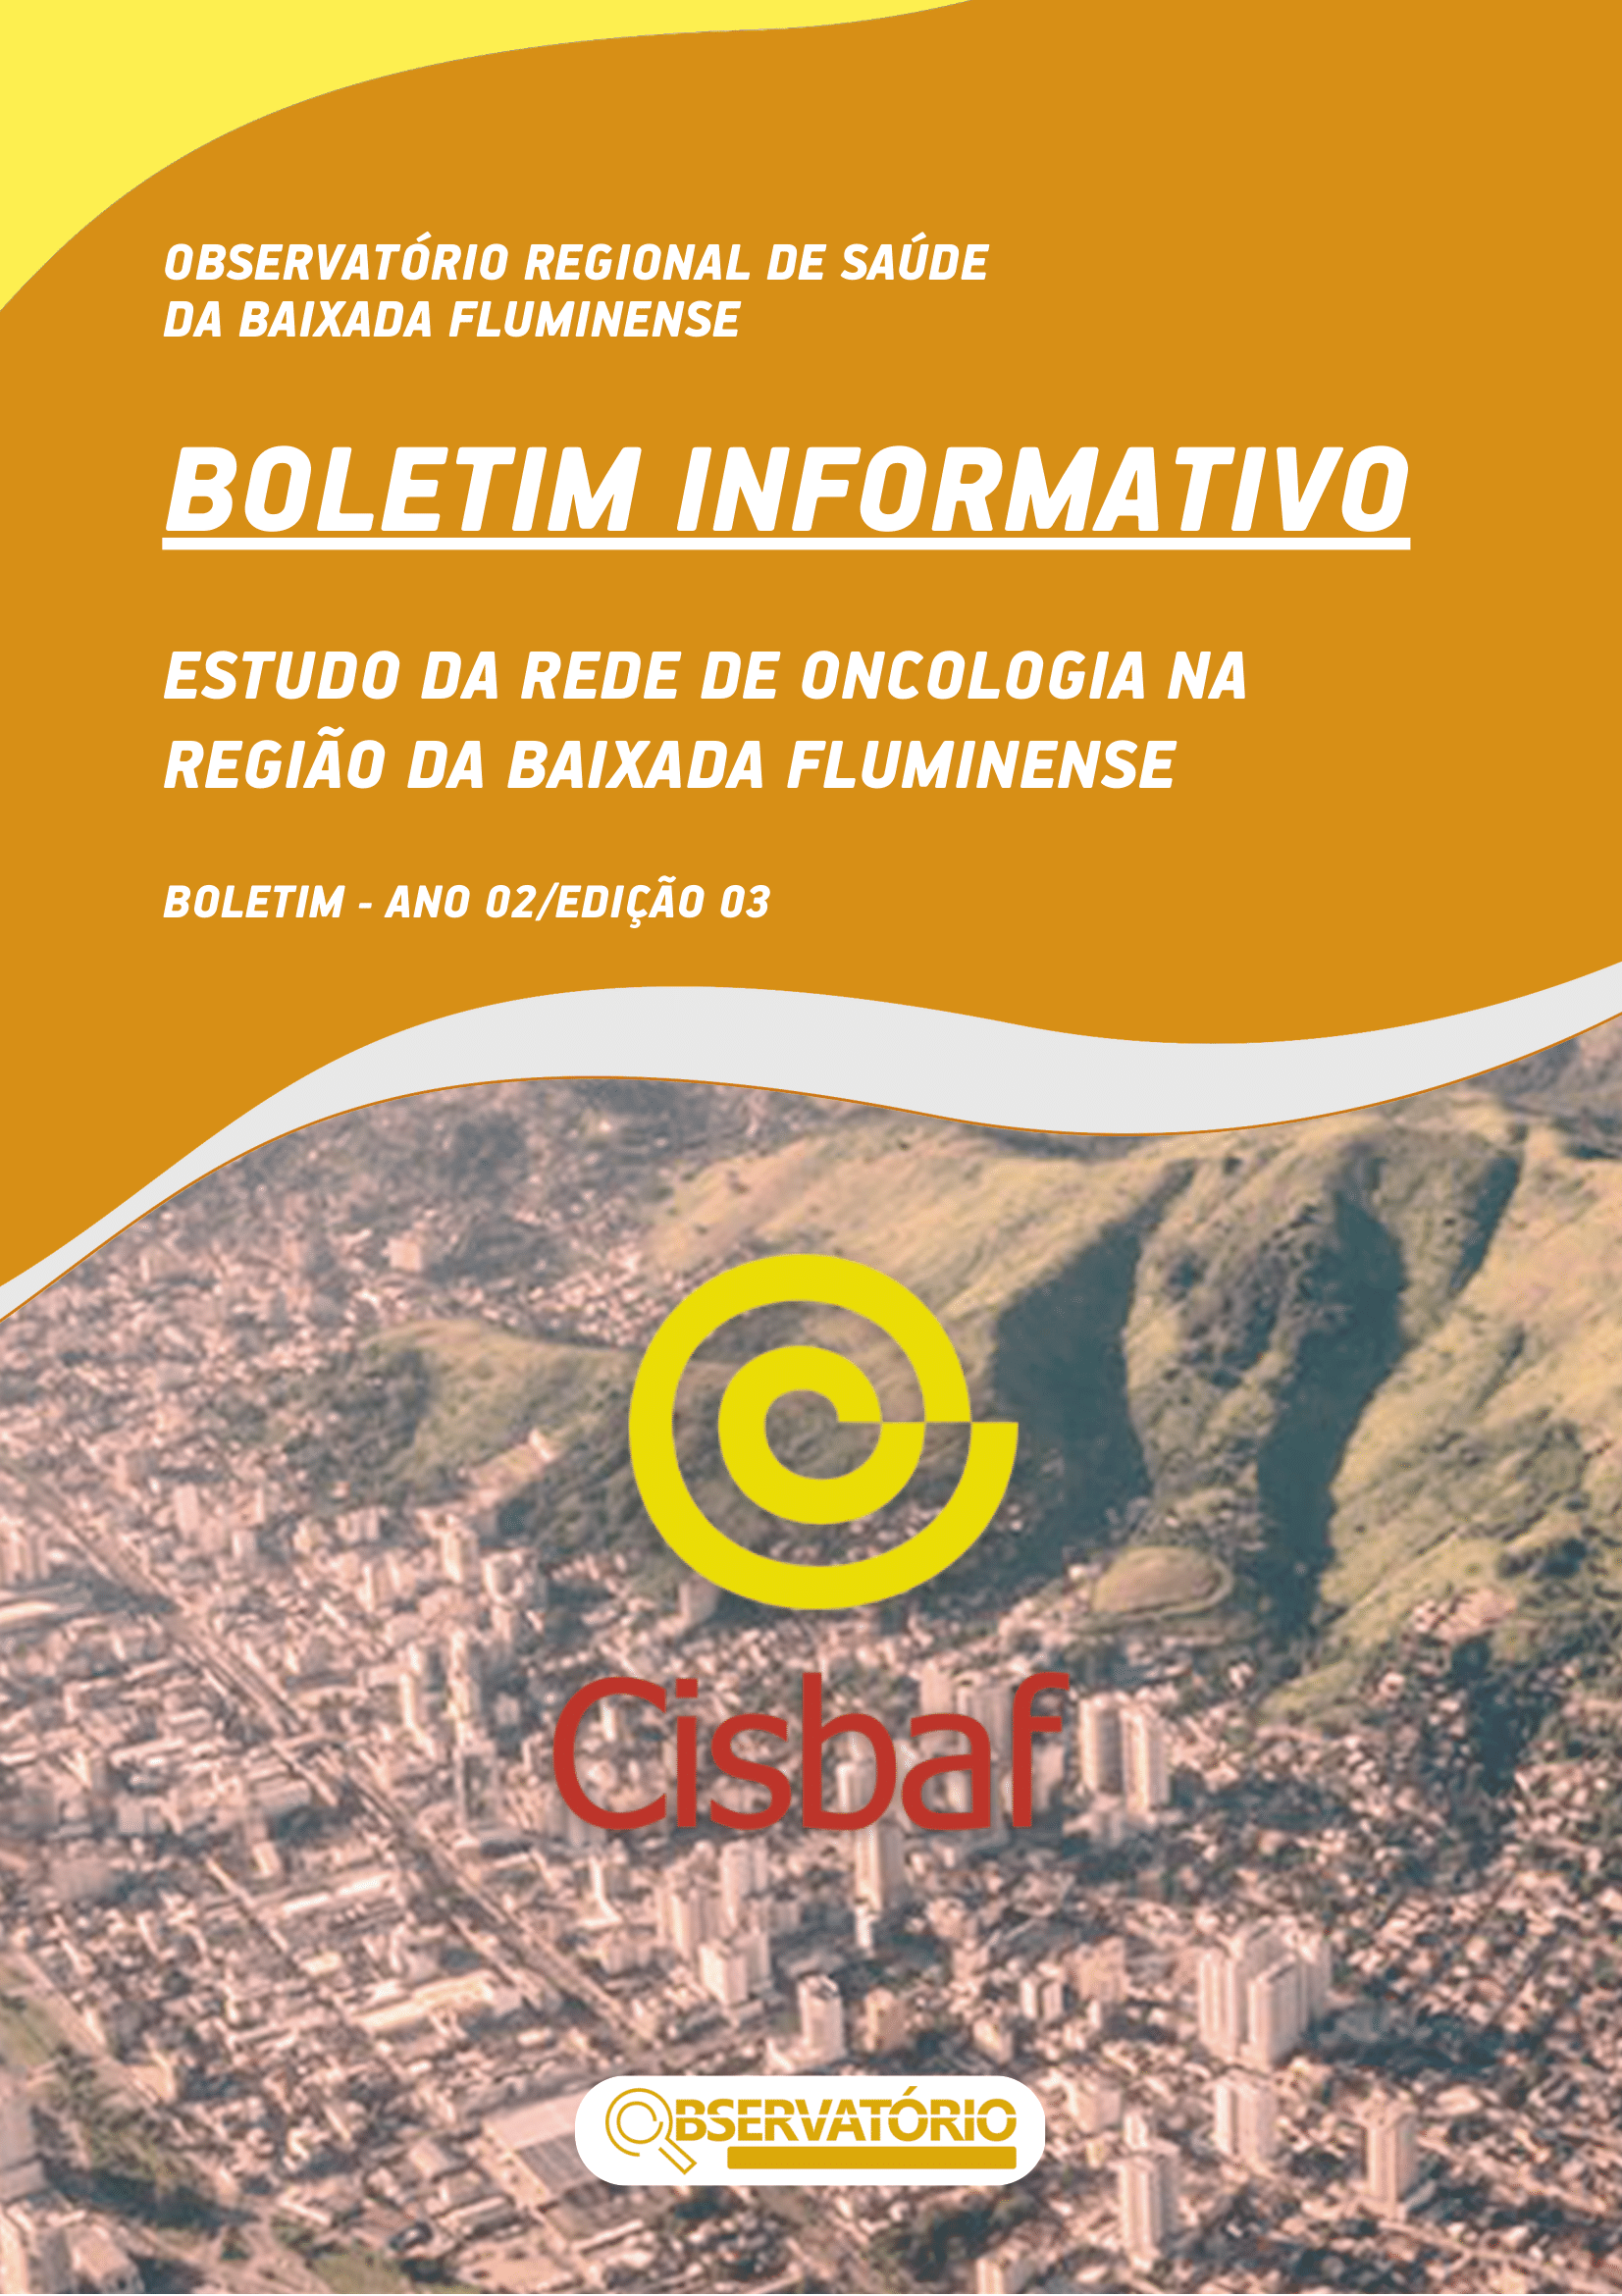 OBSERVATÓRIO REGIONAL DE SAÚDE
DA BAIXADA FLUMINENSE
BOLETIM INFORMATIVO
ESTUDO DA REDE DE ONCOLOGIA NA
REGIÃO DA BAIXADA FLUMINENSE
BOLETIM - ANO 02/EDIÇÃO 03
Cisbaf
OBSERVATÓRIO